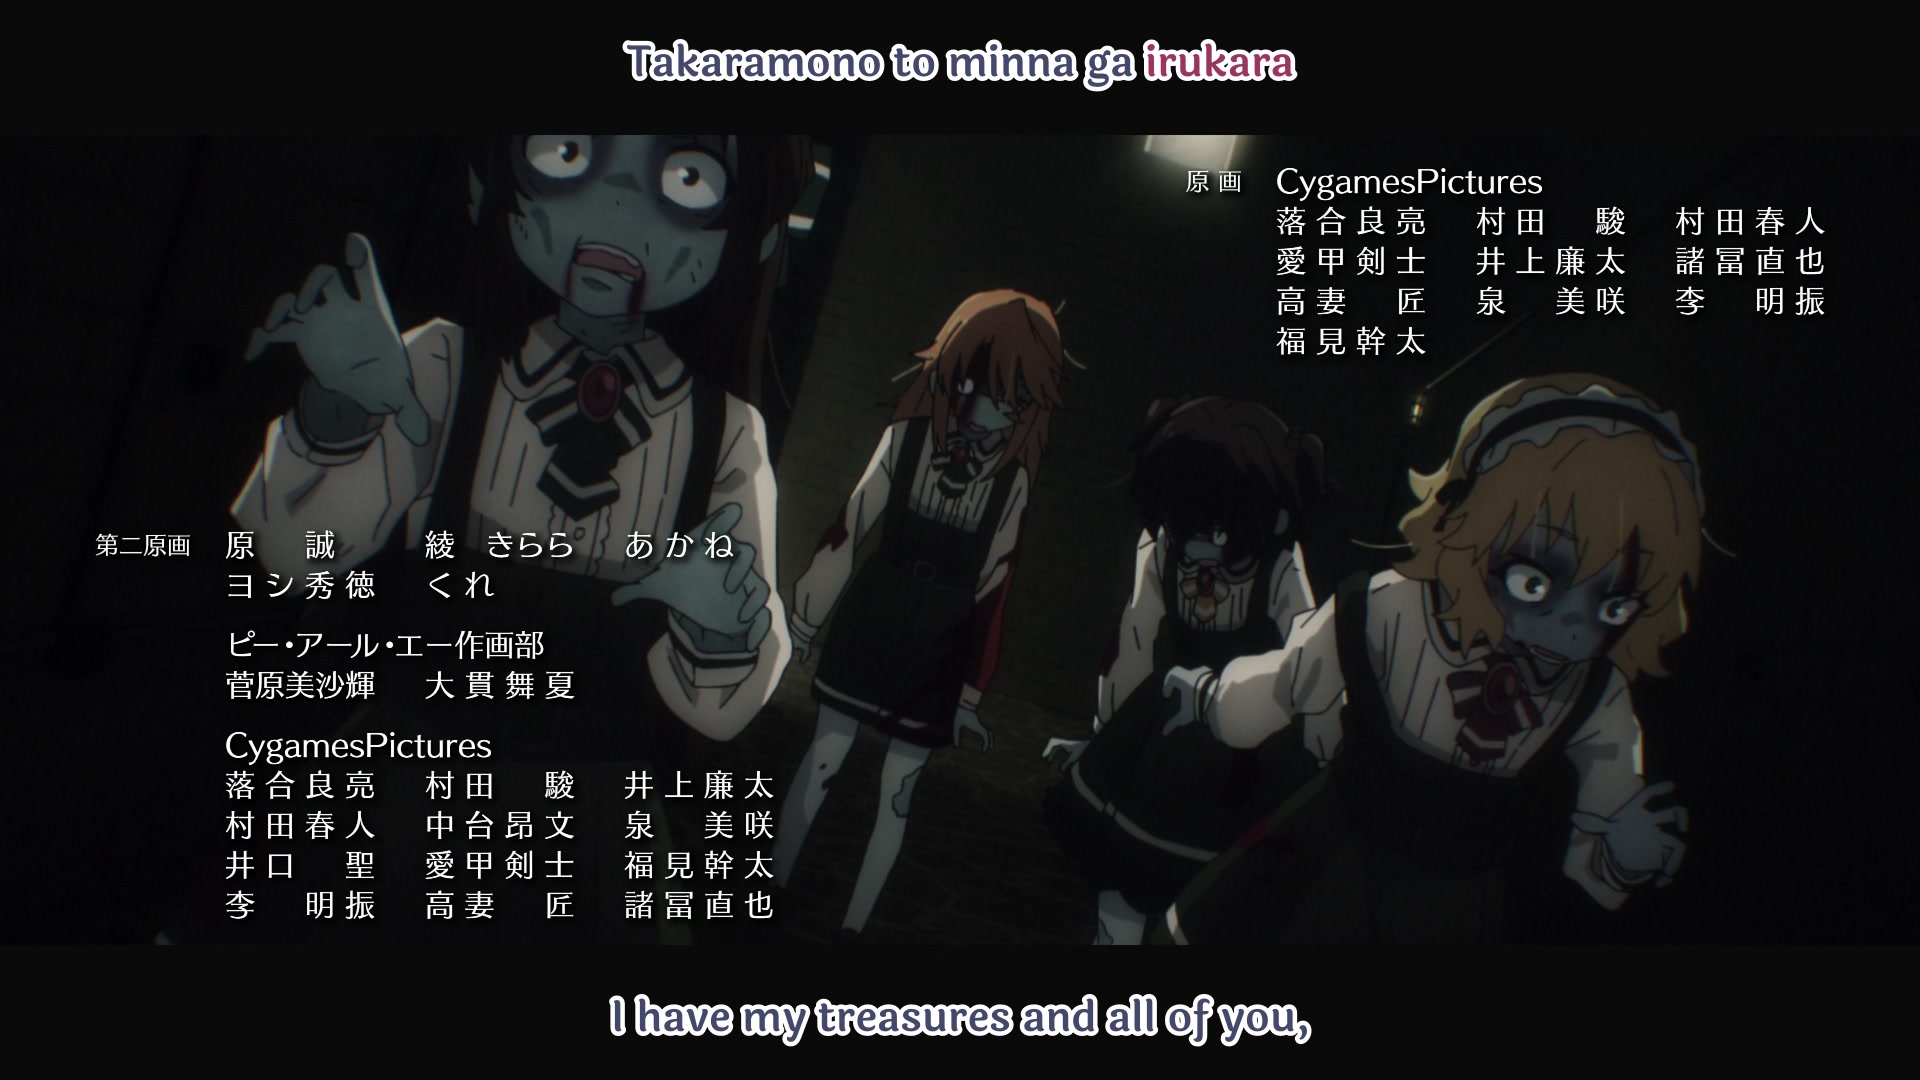 Takaramono to minna ga irukara
原画 CygamesPictures
落合良亮 村田 駿 村田春人
愛甲剣士 井上廉太 諸冨直也
高妻 匠 泉 美咲 李 明振
福見幹太
第二原画 原 誠 綾 きらら あかね
ヨシ秀徳 くれ
ピー・アール・エー作画部
菅原美沙輝 大貫舞夏
CygamesPictures
落合良亮 村田 駿 井上廉太
村田春人 中台昂文 泉 美咲
井口 聖 愛甲剣士 福見幹太
李 明振 高妻 匠 諸冨直也
I have my treasures and all of you,